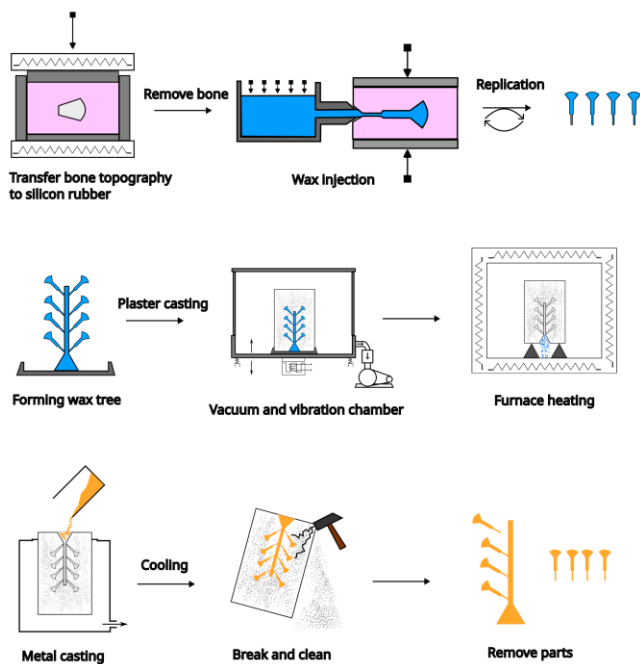 Remove bone
Replication
Transfer bone topography
to silicon rubber
Wax injection
Plaster casting
Forming wax tree
Vacuum and vibration chamber
Furnace heating
Cooling
Metal casting
Break and clean
Remove parts